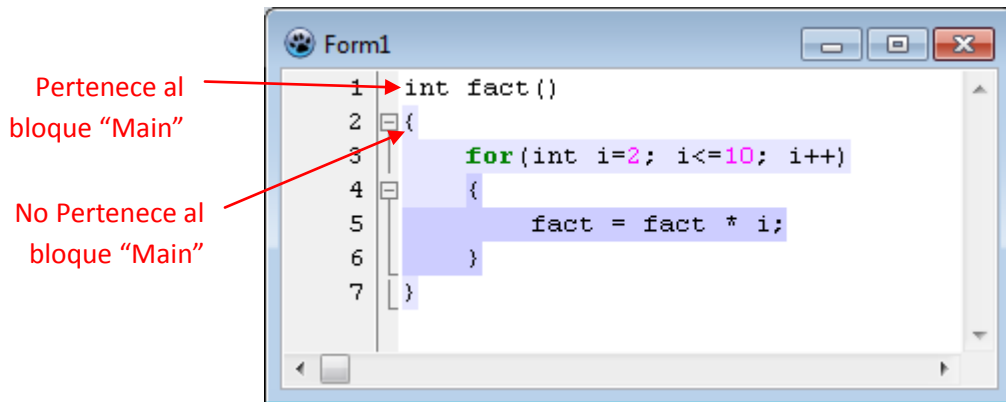 Form1
Pertenece al
bloque “Main”
No Pertenece al
bloque “Main”
1 int fact()
2 {
3 for(int i=2; i<=10; i++)
4 {
5 fact = fact * i;
6 }
7 }